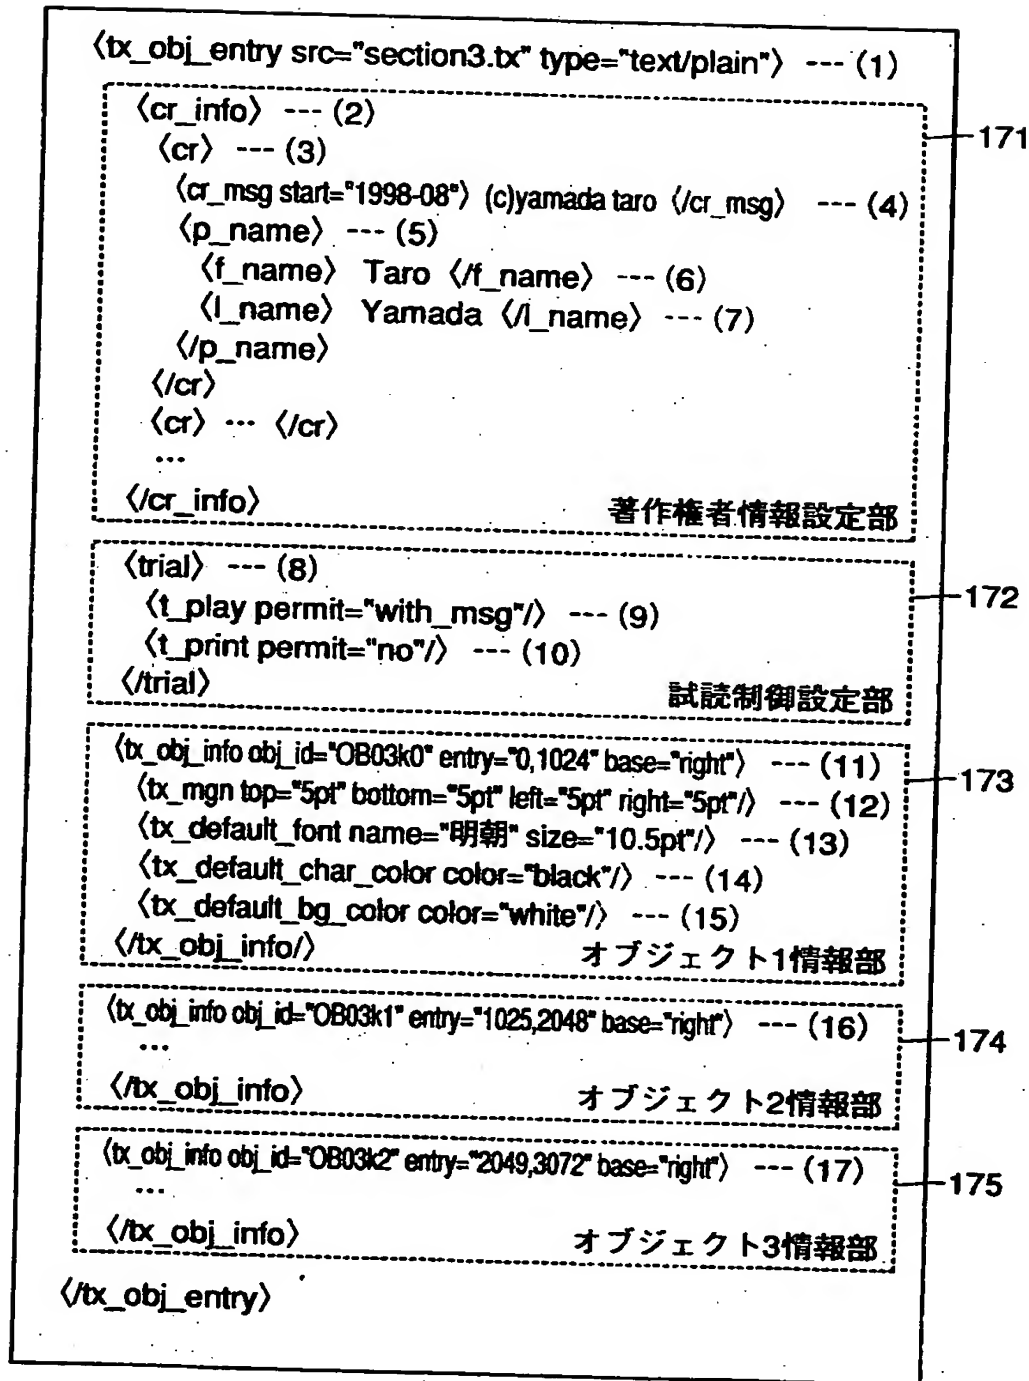 〈tx_obj_entry src="section3.tx" type="text/plain"〉 --- (1)
〈cr_info〉 --- (2)
171
〈cr〉 --- (3)
〈cr_msg start="1998-08"〉 (c)yamada taro 〈/cr_msg〉 --- (4)
〈p_name〉 --- (5)
〈f_name〉 Taro 〈/f_name〉 --- (6)
〈l_name〉 Yamada 〈/l_name〉 --- (7)
〈/p_name〉
〈/cr〉
〈cr〉 … 〈/cr〉
…
〈/cr_info〉 著作権者情報設定部
〈trial〉 --- (8)
172
〈t_play permit="with_msg"/〉 --- (9)
〈t_print permit="no"/〉 --- (10)
〈/trial〉 試読制御設定部
〈tx_obj_info obj_id="OB03k0" entry="0,1024" base="right"〉 --- (11)
173
〈tx_mgn top="5pt" bottom="5pt" left="5pt" right="5pt"/〉 --- (12)
〈tx_default_font name="明朝" size="10.5pt"/〉 --- (13)
〈tx_default_char_color color="black"/〉 --- (14)
〈tx_default_bg_color color="white"/〉 --- (15)
〈/tx_obj_info/〉 オブジェクト1情報部
〈tx_obj_info obj_id="OB03k1" entry="1025,2048" base="right"〉 --- (16)
174
…
〈/tx_obj_info〉 オブジェクト2情報部
〈tx_obj_info obj_id="OB03k2" entry="2049,3072" base="right"〉 --- (17)
175
…
〈/tx_obj_info〉 オブジェクト3情報部
〈/tx_obj_entry〉